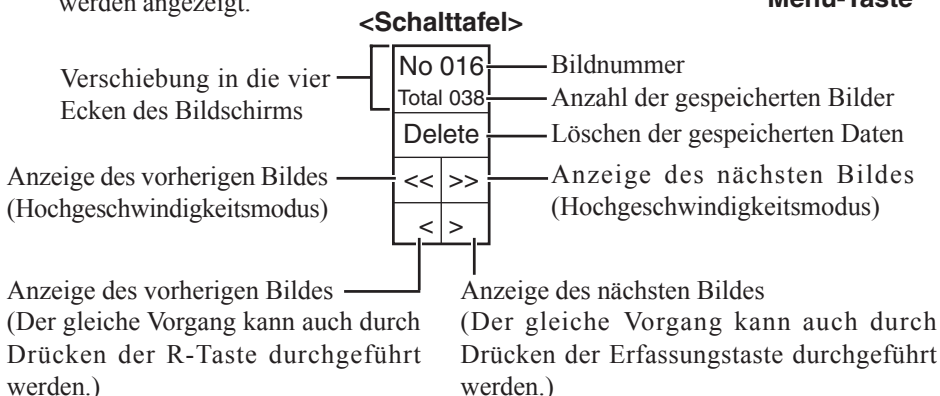 werden angezeigt.
Menü-Taste
<Schalttafel>
Verschiebung in die vier
Ecken des Bildschirms
No 016
Total 038
Delete
<< >>
< >
Bildnummer
Anzahl der gespeicherten Bilder
Löschen der gespeicherten Daten
Anzeige des vorherigen Bildes
(Hochgeschwindigkeitsmodus)
Anzeige des nächsten Bildes
(Hochgeschwindigkeitsmodus)
Anzeige des vorherigen Bildes
(Der gleiche Vorgang kann auch durch
Drücken der R-Taste durchgeführt
werden.)
Anzeige des nächsten Bildes
(Der gleiche Vorgang kann auch durch
Drücken der Erfassungstaste durchgeführt
werden.)